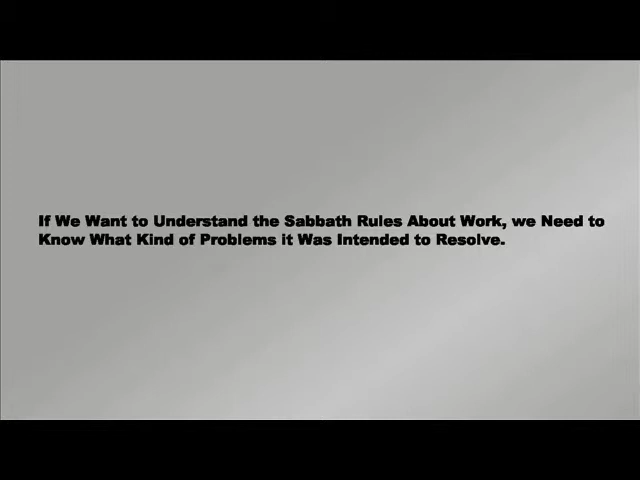 If We Want to Understand the Sabbath Rules About Work, we Need to
Know What Kind of Problems it Was Intended to Resolve.